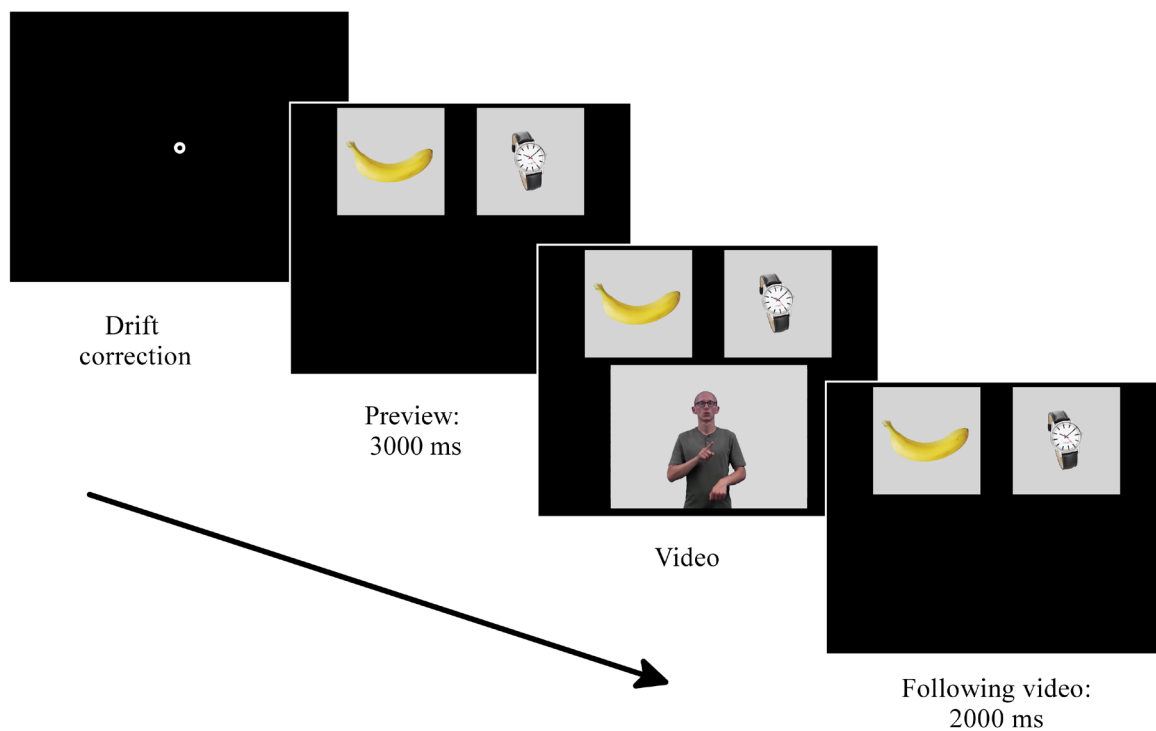 Drift
correction
Preview:
3000 ms
Video
Following video:
2000 ms